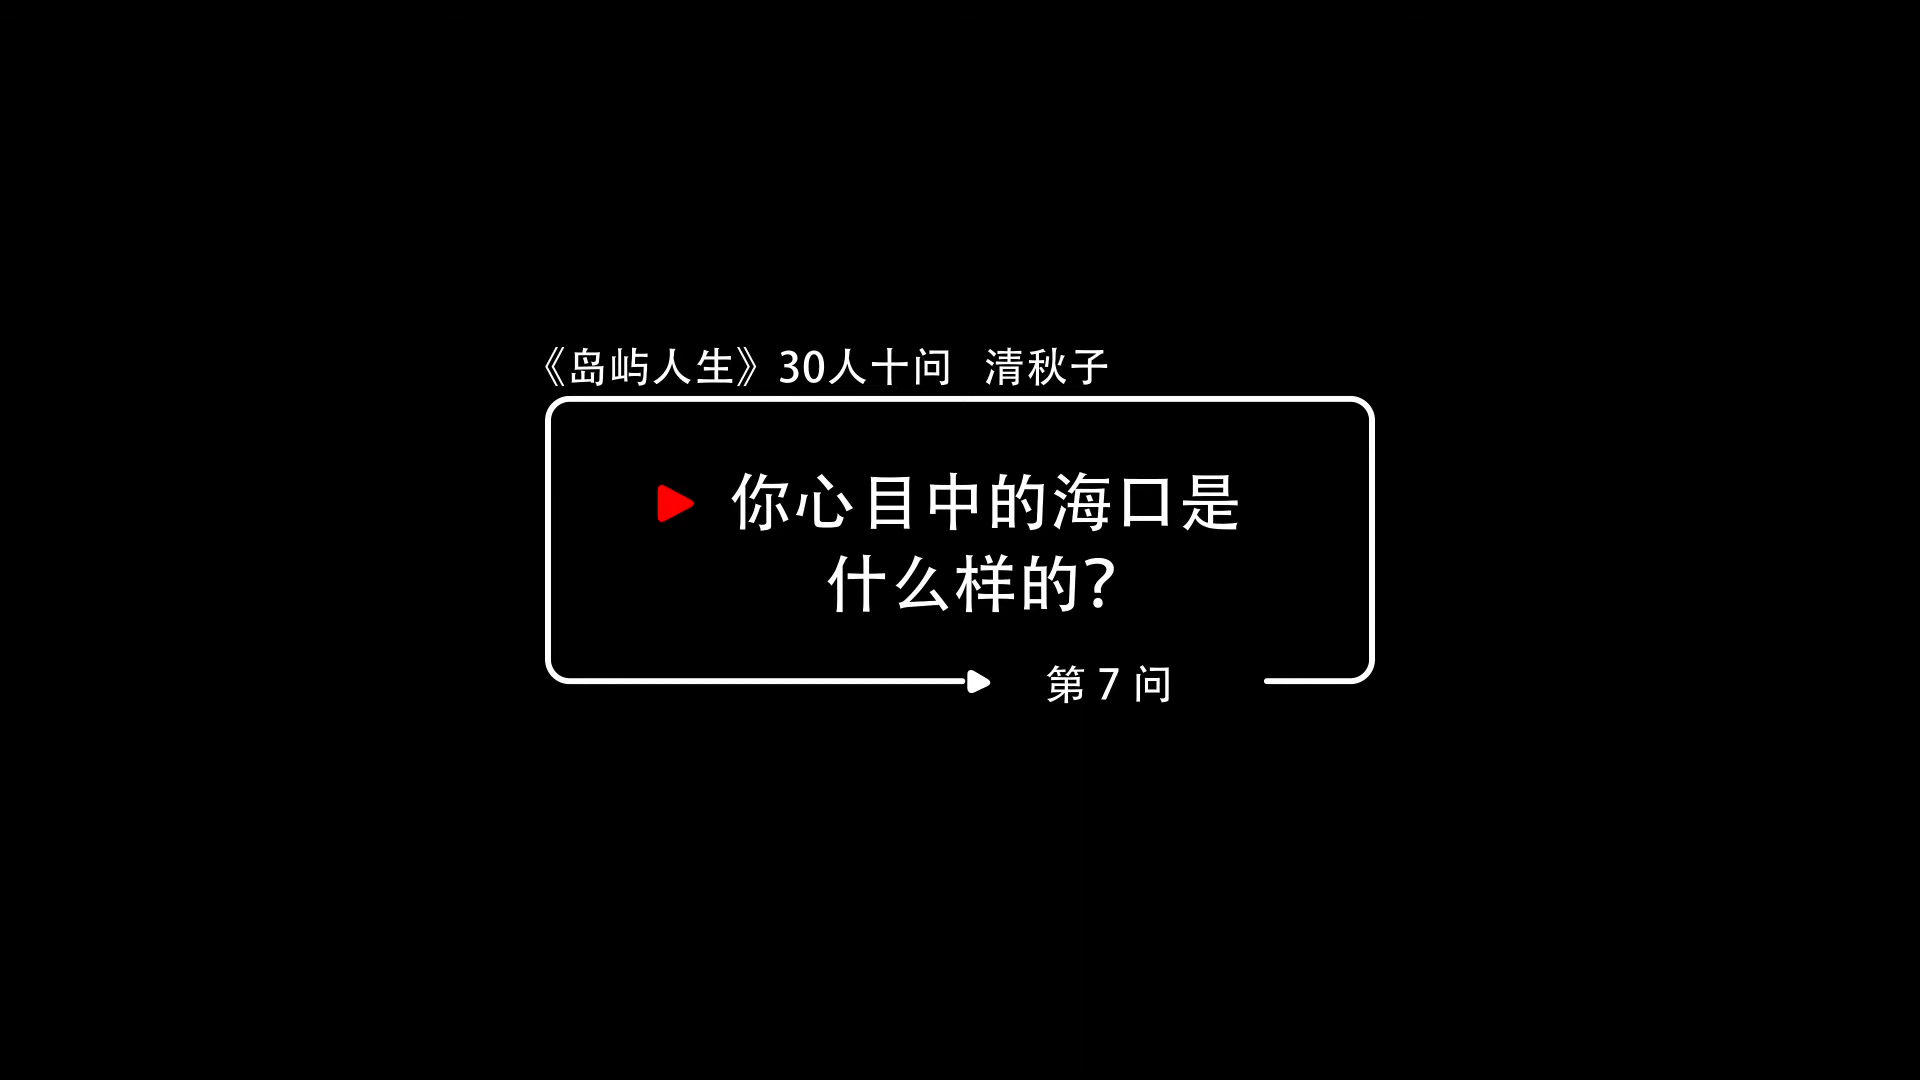 《岛屿人生》30人十问 清秋子
你心目中的海口是
什么样的？
第 7 问